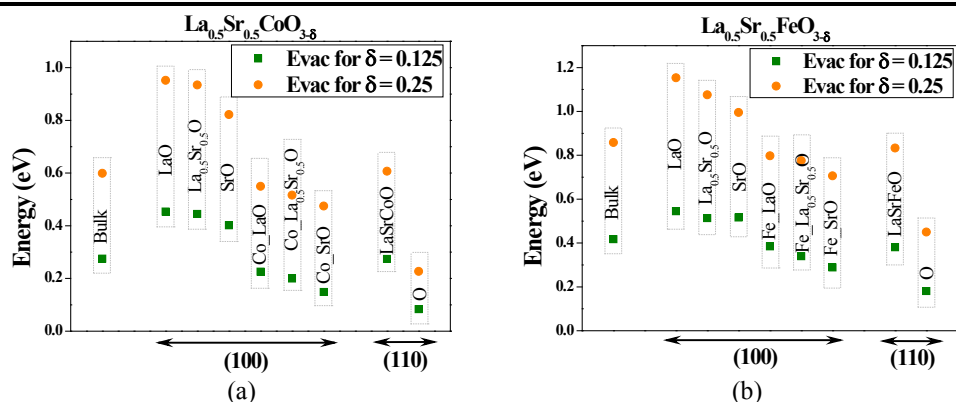 La0.5Sr0.5CoO3-δ
Evac for δ = 0.125
Evac for δ = 0.25
Energy (eV)
1.0
0.8
0.6
0.4
0.2
0.0
Bulk
LaO
La0.5Sr0.5O
SrO
Co_LaO
Co_La0.5Sr0.5O
Co_SrO
LaSrCoO
O
(100)
(110)
(a)
La0.5Sr0.5FeO3-δ
Evac for δ = 0.125
Evac for δ = 0.25
Energy (eV)
1.2
1.0
0.8
0.6
0.4
0.2
0.0
Bulk
LaO
La0.5Sr0.5O
SrO
Fe_LaO
Fe_La0.5Sr0.5O
Fe_SrO
LaSrFeO
O
(100)
(110)
(b)